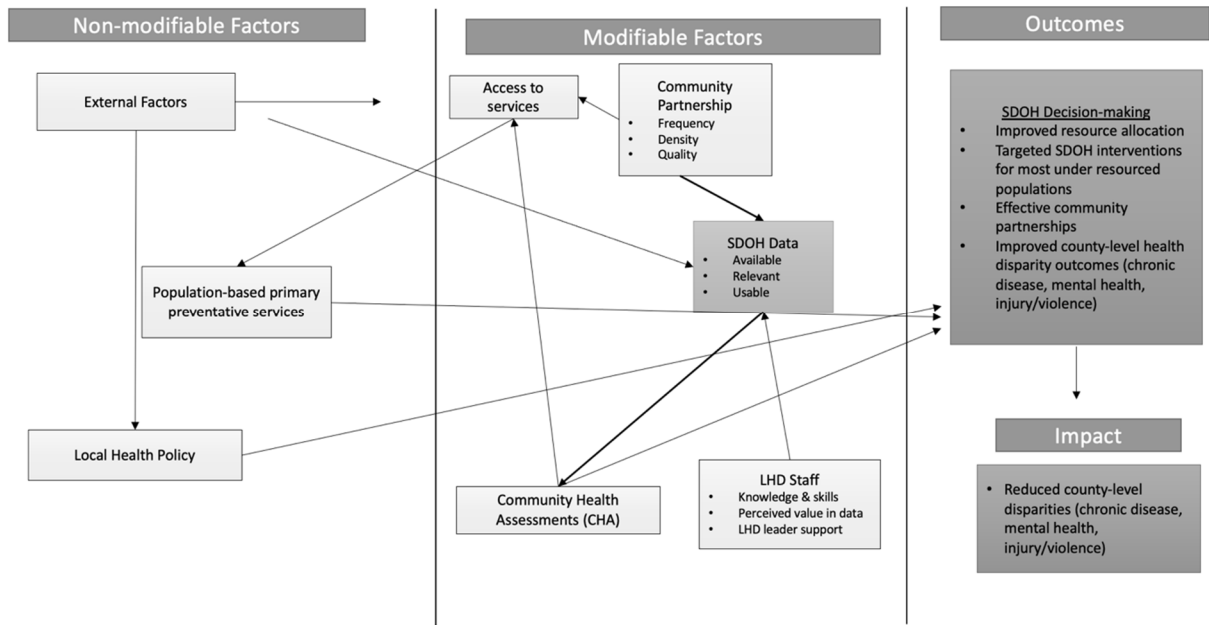 Non-modifiable Factors
External Factors
Population-based primary
preventative services
Local Health Policy
Modifiable Factors
Access to
services
Community
Partnership
• Frequency
• Density
• Quality
SDOH Data
• Available
• Relevant
• Usable
Community Health
Assessments (CHA)
LHD Staff
• Knowledge & skills
• Perceived value in data
• LHD leader support
Outcomes
SDOH Decision-making
• Improved resource allocation
• Targeted SDOH interventions
for most under resourced
populations
• Effective community
partnerships
• Improved county-level health
disparity outcomes (chronic
disease, mental health,
injury/violence)
Impact
• Reduced county-level
disparities (chronic disease,
mental health,
injury/violence)